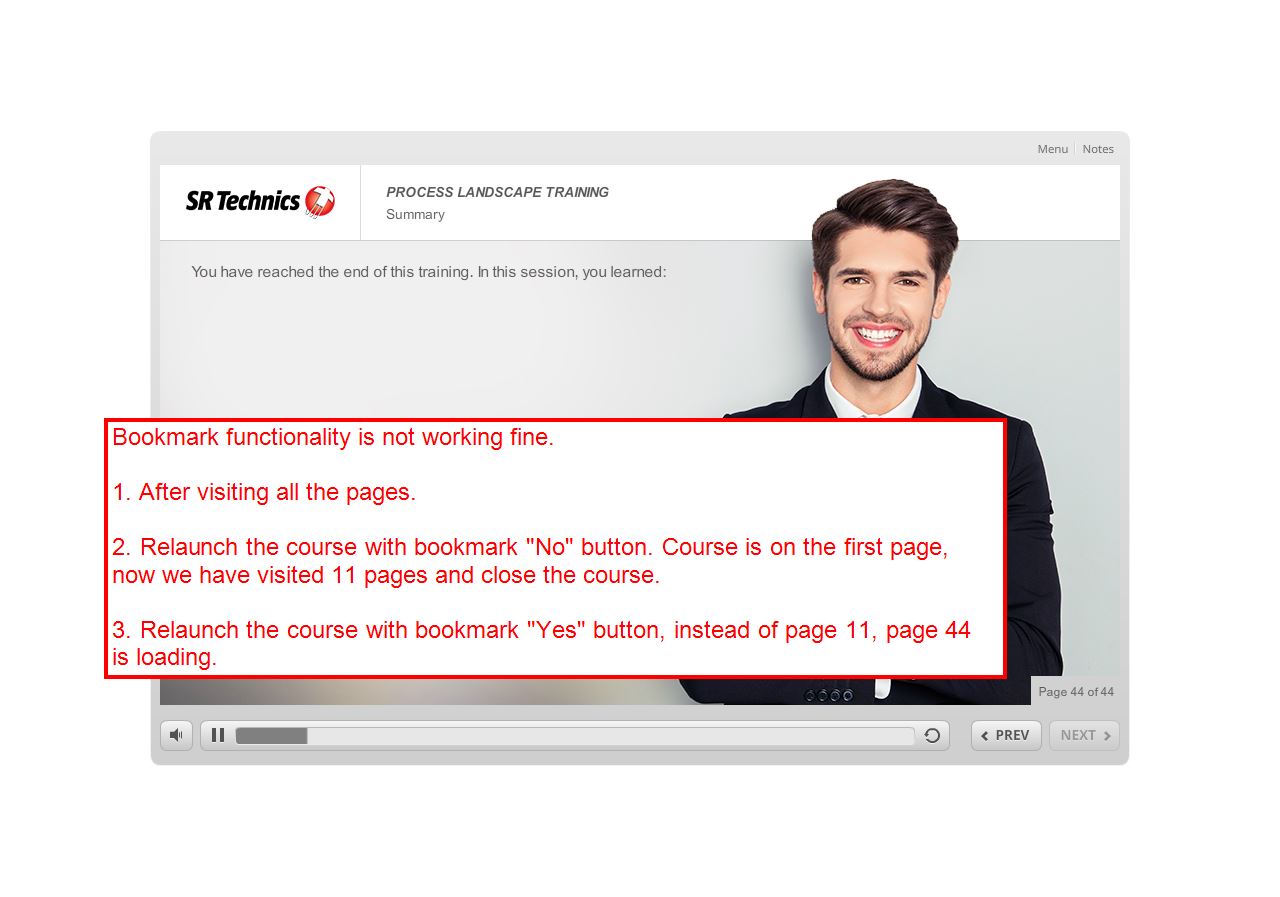 Menu Notes
SR Technics
PROCESS LANDSCAPE TRAINING
Summary
You have reached the end of this training. In this session, you learned:
Bookmark functionality is not working fine.
1. After visiting all the pages.
2. Relaunch the course with bookmark "No" button. Course is on the first page,
now we have visited 11 pages and close the course.
3. Relaunch the course with bookmark "Yes" button, instead of page 11, page 44
is loading.
Page 44 of 44
PREV NEXT